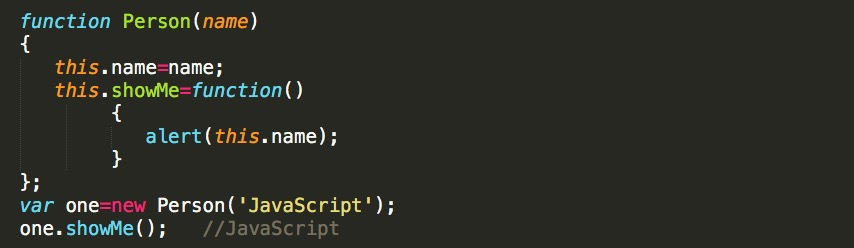 function Person(name)
{
   this.name=name;
   this.showMe=function()
        {
           alert(this.name);
        }
};
var one=new Person('JavaScript');
one.showMe();   //JavaScript